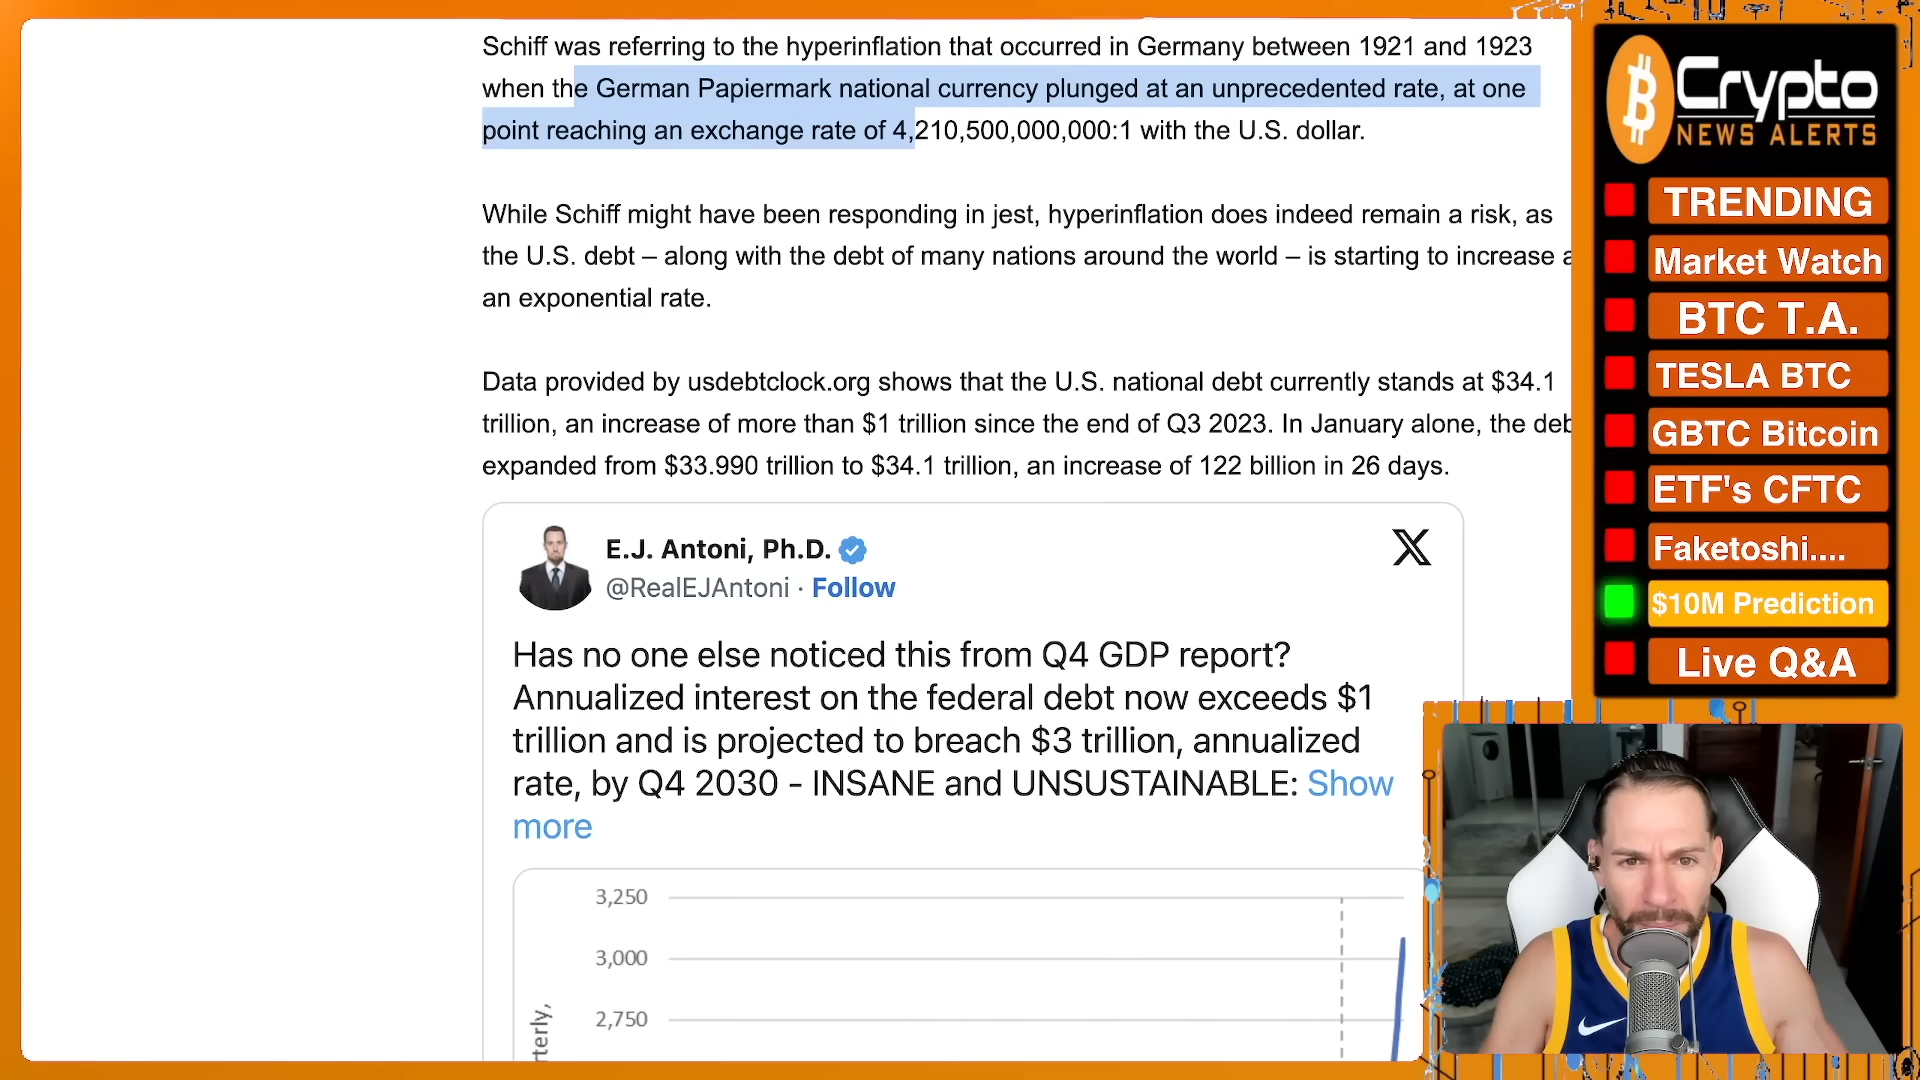 Schiff was referring to the hyperinflation that occurred in Germany between 1921 and 1923
when the German Papiermark national currency plunged at an unprecedented rate, at one
point reaching an exchange rate of 4,210,500,000,000:1 with the U.S. dollar.
While Schiff might have been responding in jest, hyperinflation does indeed remain a risk, as
the U.S. debt – along with the debt of many nations around the world – is starting to increase
an exponential rate.
Data provided by usdebtclock.org shows that the U.S. national debt currently stands at $34.1
trillion, an increase of more than $1 trillion since the end of Q3 2023. In January alone, the deb
expanded from $33.990 trillion to $34.1 trillion, an increase of 122 billion in 26 days.
E.J. Antoni, Ph.D.
@RealEJAntoni · Follow
Has no one else noticed this from Q4 GDP report?
Annualized interest on the federal debt now exceeds $1
trillion and is projected to breach $3 trillion, annualized
rate, by Q4 2030 - INSANE and UNSUSTAINABLE: Show
more
3,250
3,000
2,750
terly,
Crypto
NEWS ALERTS
TRENDING
Market Watch
BTC T.A.
TESLA BTC
GBTC Bitcoin
ETF's CFTC
Faketoshi....
$10M Prediction
Live Q&A